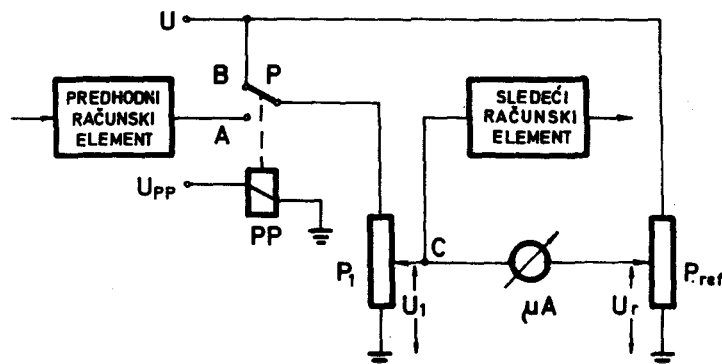 U
B P
PREDHODNI
RAČUNSKI
ELEMENT
A
SLEDEĆI
RAČUNSKI
ELEMENT
UPP
PP
P1
C
U1
μA
Ur
Pref